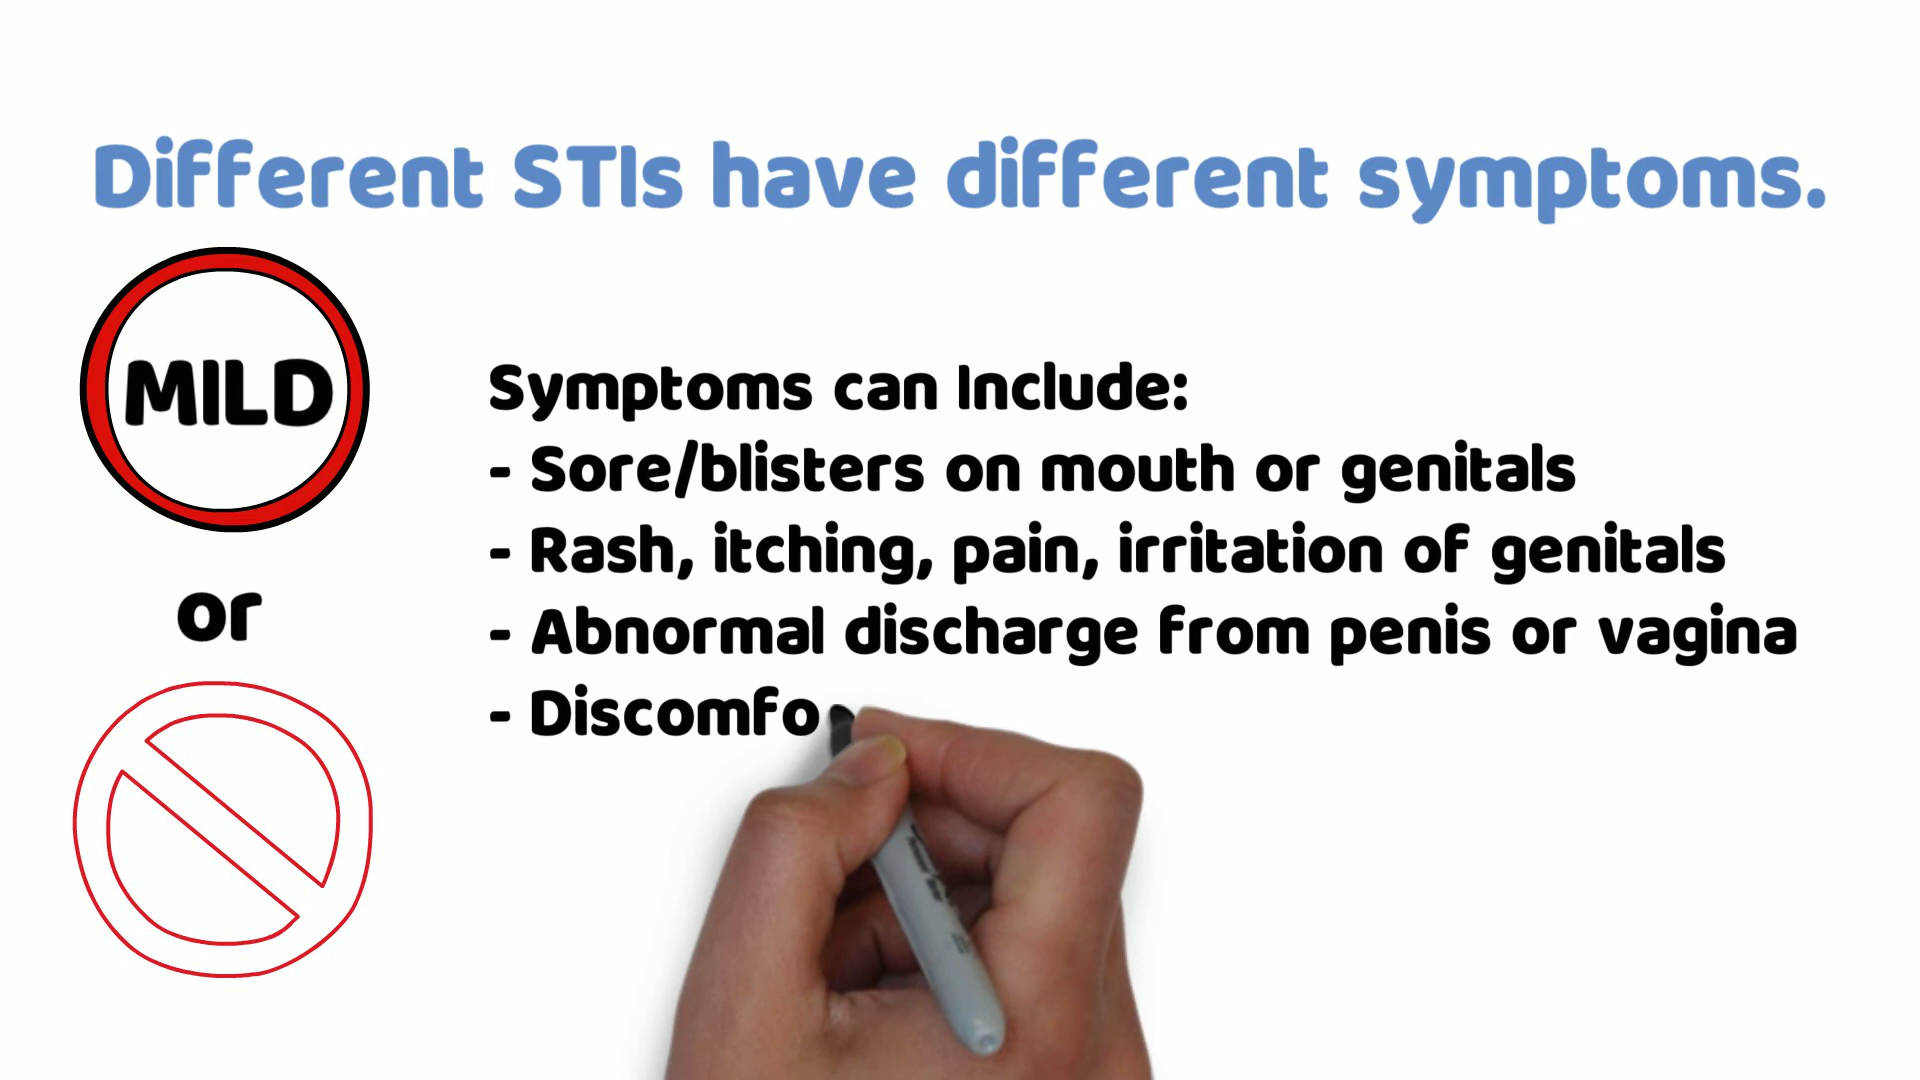 Different STIs have different symptoms.
MILD
or
Symptoms can Include:
- Sore/blisters on mouth or genitals
- Rash, itching, pain, irritation of genitals
- Abnormal discharge from penis or vagina
- Discomfo